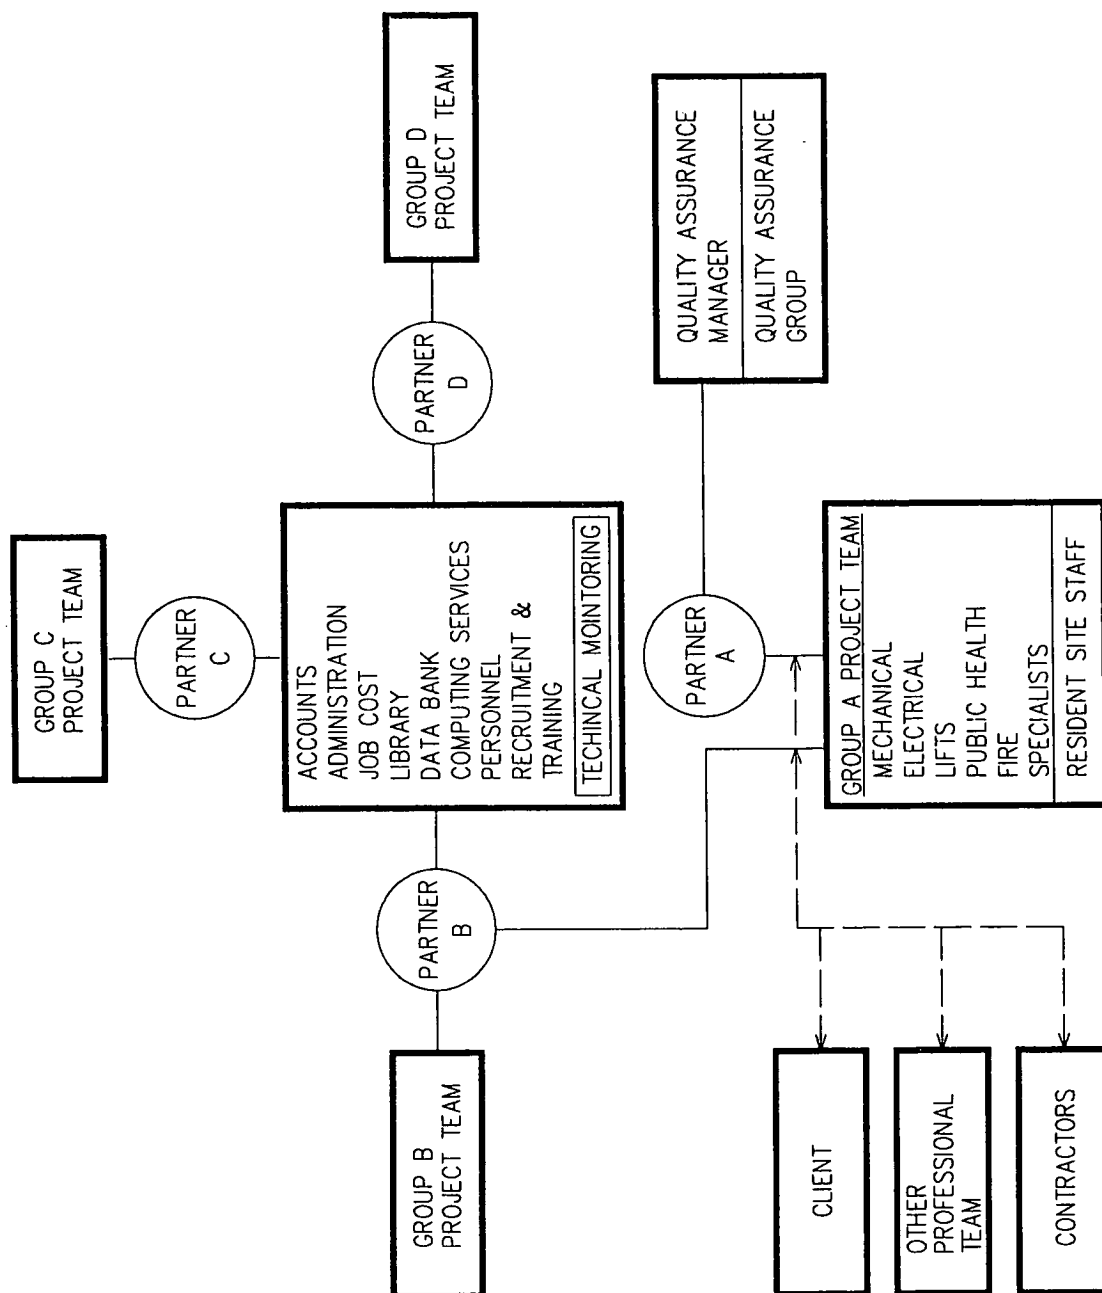 GROUP C
PROJECT TEAM
PARTNER
C
GROUP B
PROJECT TEAM
PARTNER
B
ACCOUNTS
ADMINISTRATION
JOB COST
LIBRARY
DATA BANK
COMPUTING SERVICES
PERSONNEL
RECRUITMENT &
TRAINING
TECHINCAL MOINTORING
PARTNER
D
GROUP D
PROJECT TEAM
PARTNER
A
QUALITY ASSURANCE
MANAGER
QUALITY ASSURANCE
GROUP
CLIENT
OTHER
PROFESSIONAL
TEAM
CONTRACTORS
GROUP A PROJECT TEAM
MECHANICAL
ELECTRICAL
LIFTS
PUBLIC HEALTH
FIRE
SPECIALISTS
RESIDENT SITE STAFF